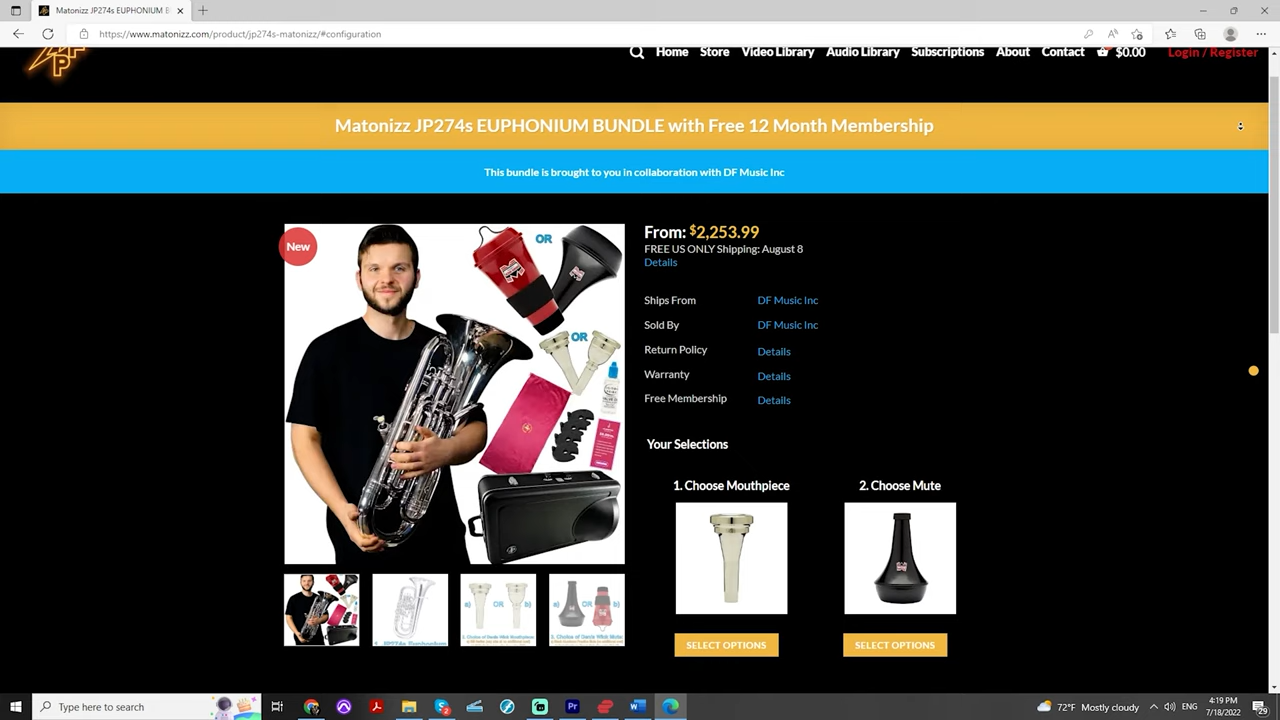 Matonizz JP274s EUPHONIUM B
https://www.matonizz.com/product/jp274s-matonizz/#configuration
P
Home Store Video Library Audio Library Subscriptions About Contact $0.00 Login / Register
Matonizz JP274s EUPHONIUM BUNDLE with Free 12 Month Membership
This bundle is brought to you in collaboration with DF Music Inc
New
OR
OR
From: $2,253.99
FREE US ONLY Shipping: August 8
Details
Ships From DF Music Inc
Sold By DF Music Inc
Return Policy Details
Warranty Details
Free Membership Details
Your Selections
1. Choose Mouthpiece 2. Choose Mute
a) OR b)
a) OR b)
SELECT OPTIONS SELECT OPTIONS
Type here to search
72°F Mostly cloudy
4:19 PM
7/18/2022
29